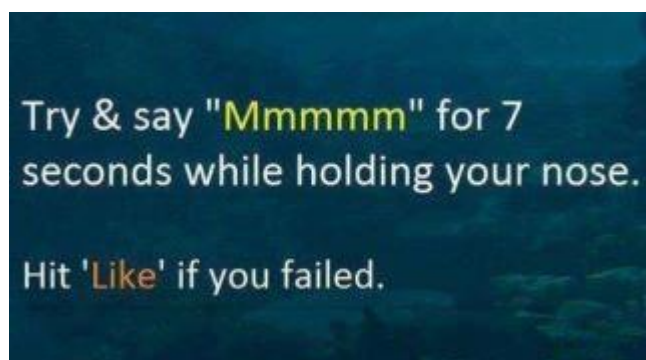 Try & say "Mmmmm" for 7
seconds while holding your nose.
Hit 'Like' if you failed.